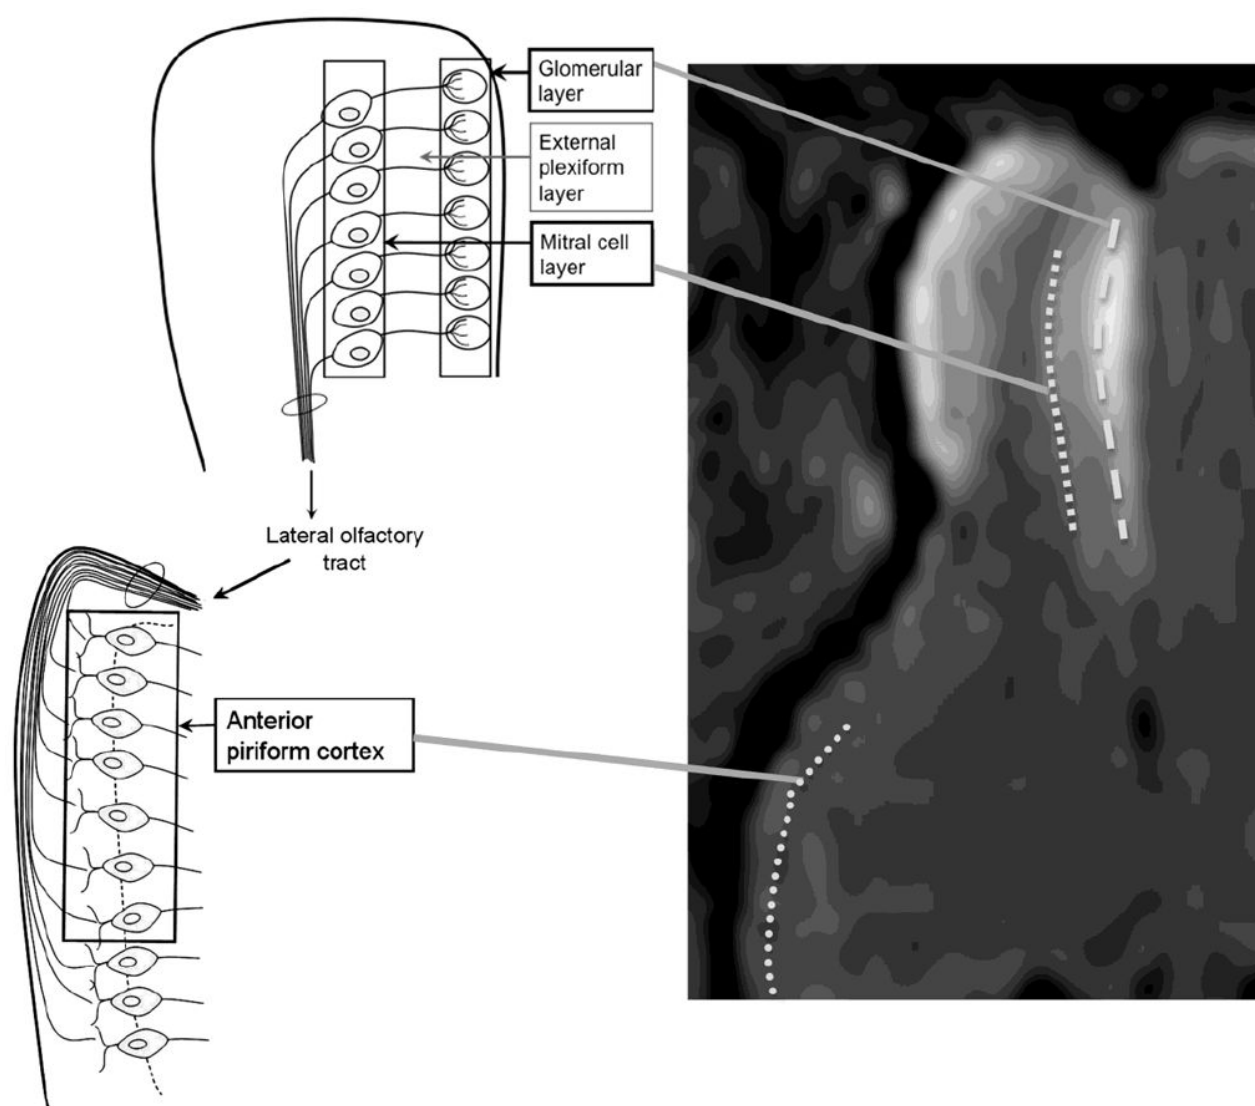 Glomerular
layer
External
plexiform
layer
Mitral cell
layer
Lateral olfactory
tract
Anterior
piriform cortex